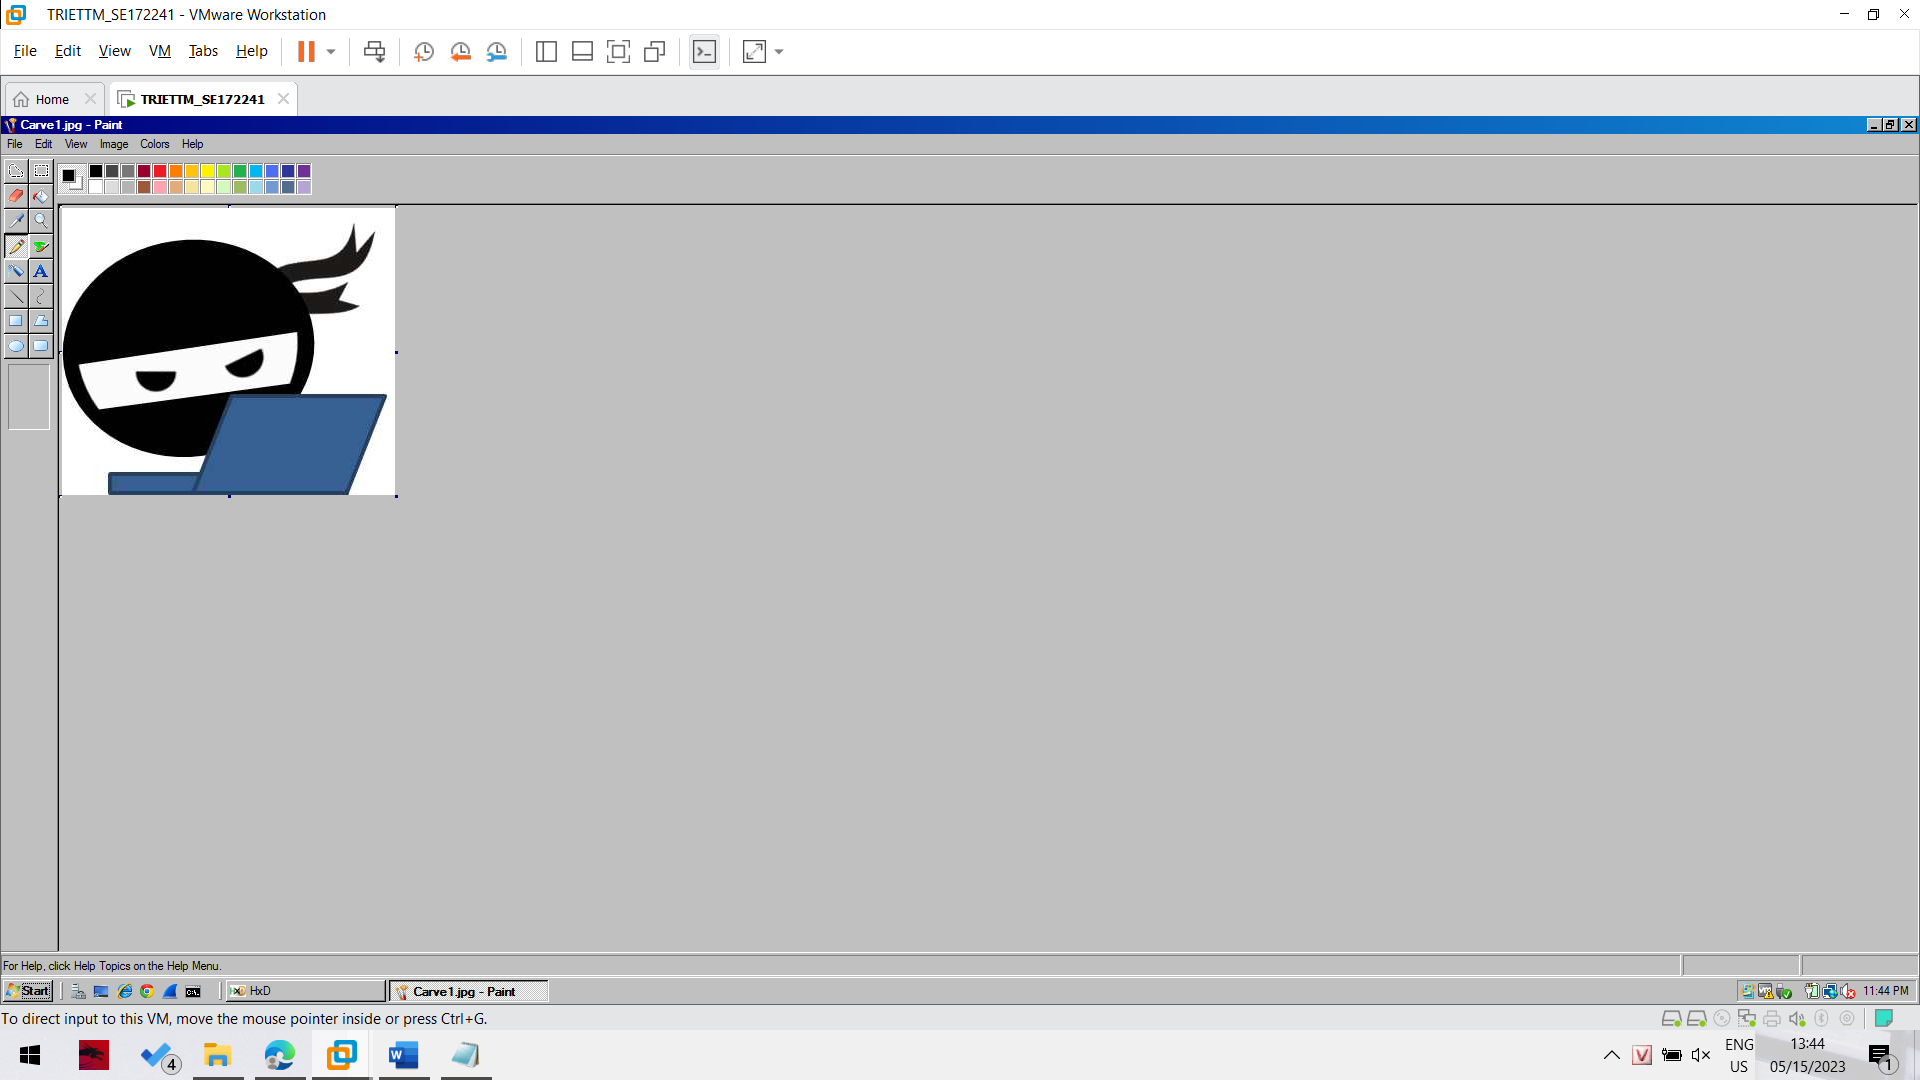 TRIETTM_SE172241 - VMware Workstation
File Edit View VM Tabs Help
Home
TRIETTM_SE172241
Carve1.jpg - Paint
File Edit View Image Colors Help
A
For Help, click Help Topics on the Help Menu.
Start
HxD
Carve1.jpg - Paint
11:44 PM
To direct input to this VM, move the mouse pointer inside or press Ctrl+G.
4
W
V
ENG
US
13:44
05/15/2023
1